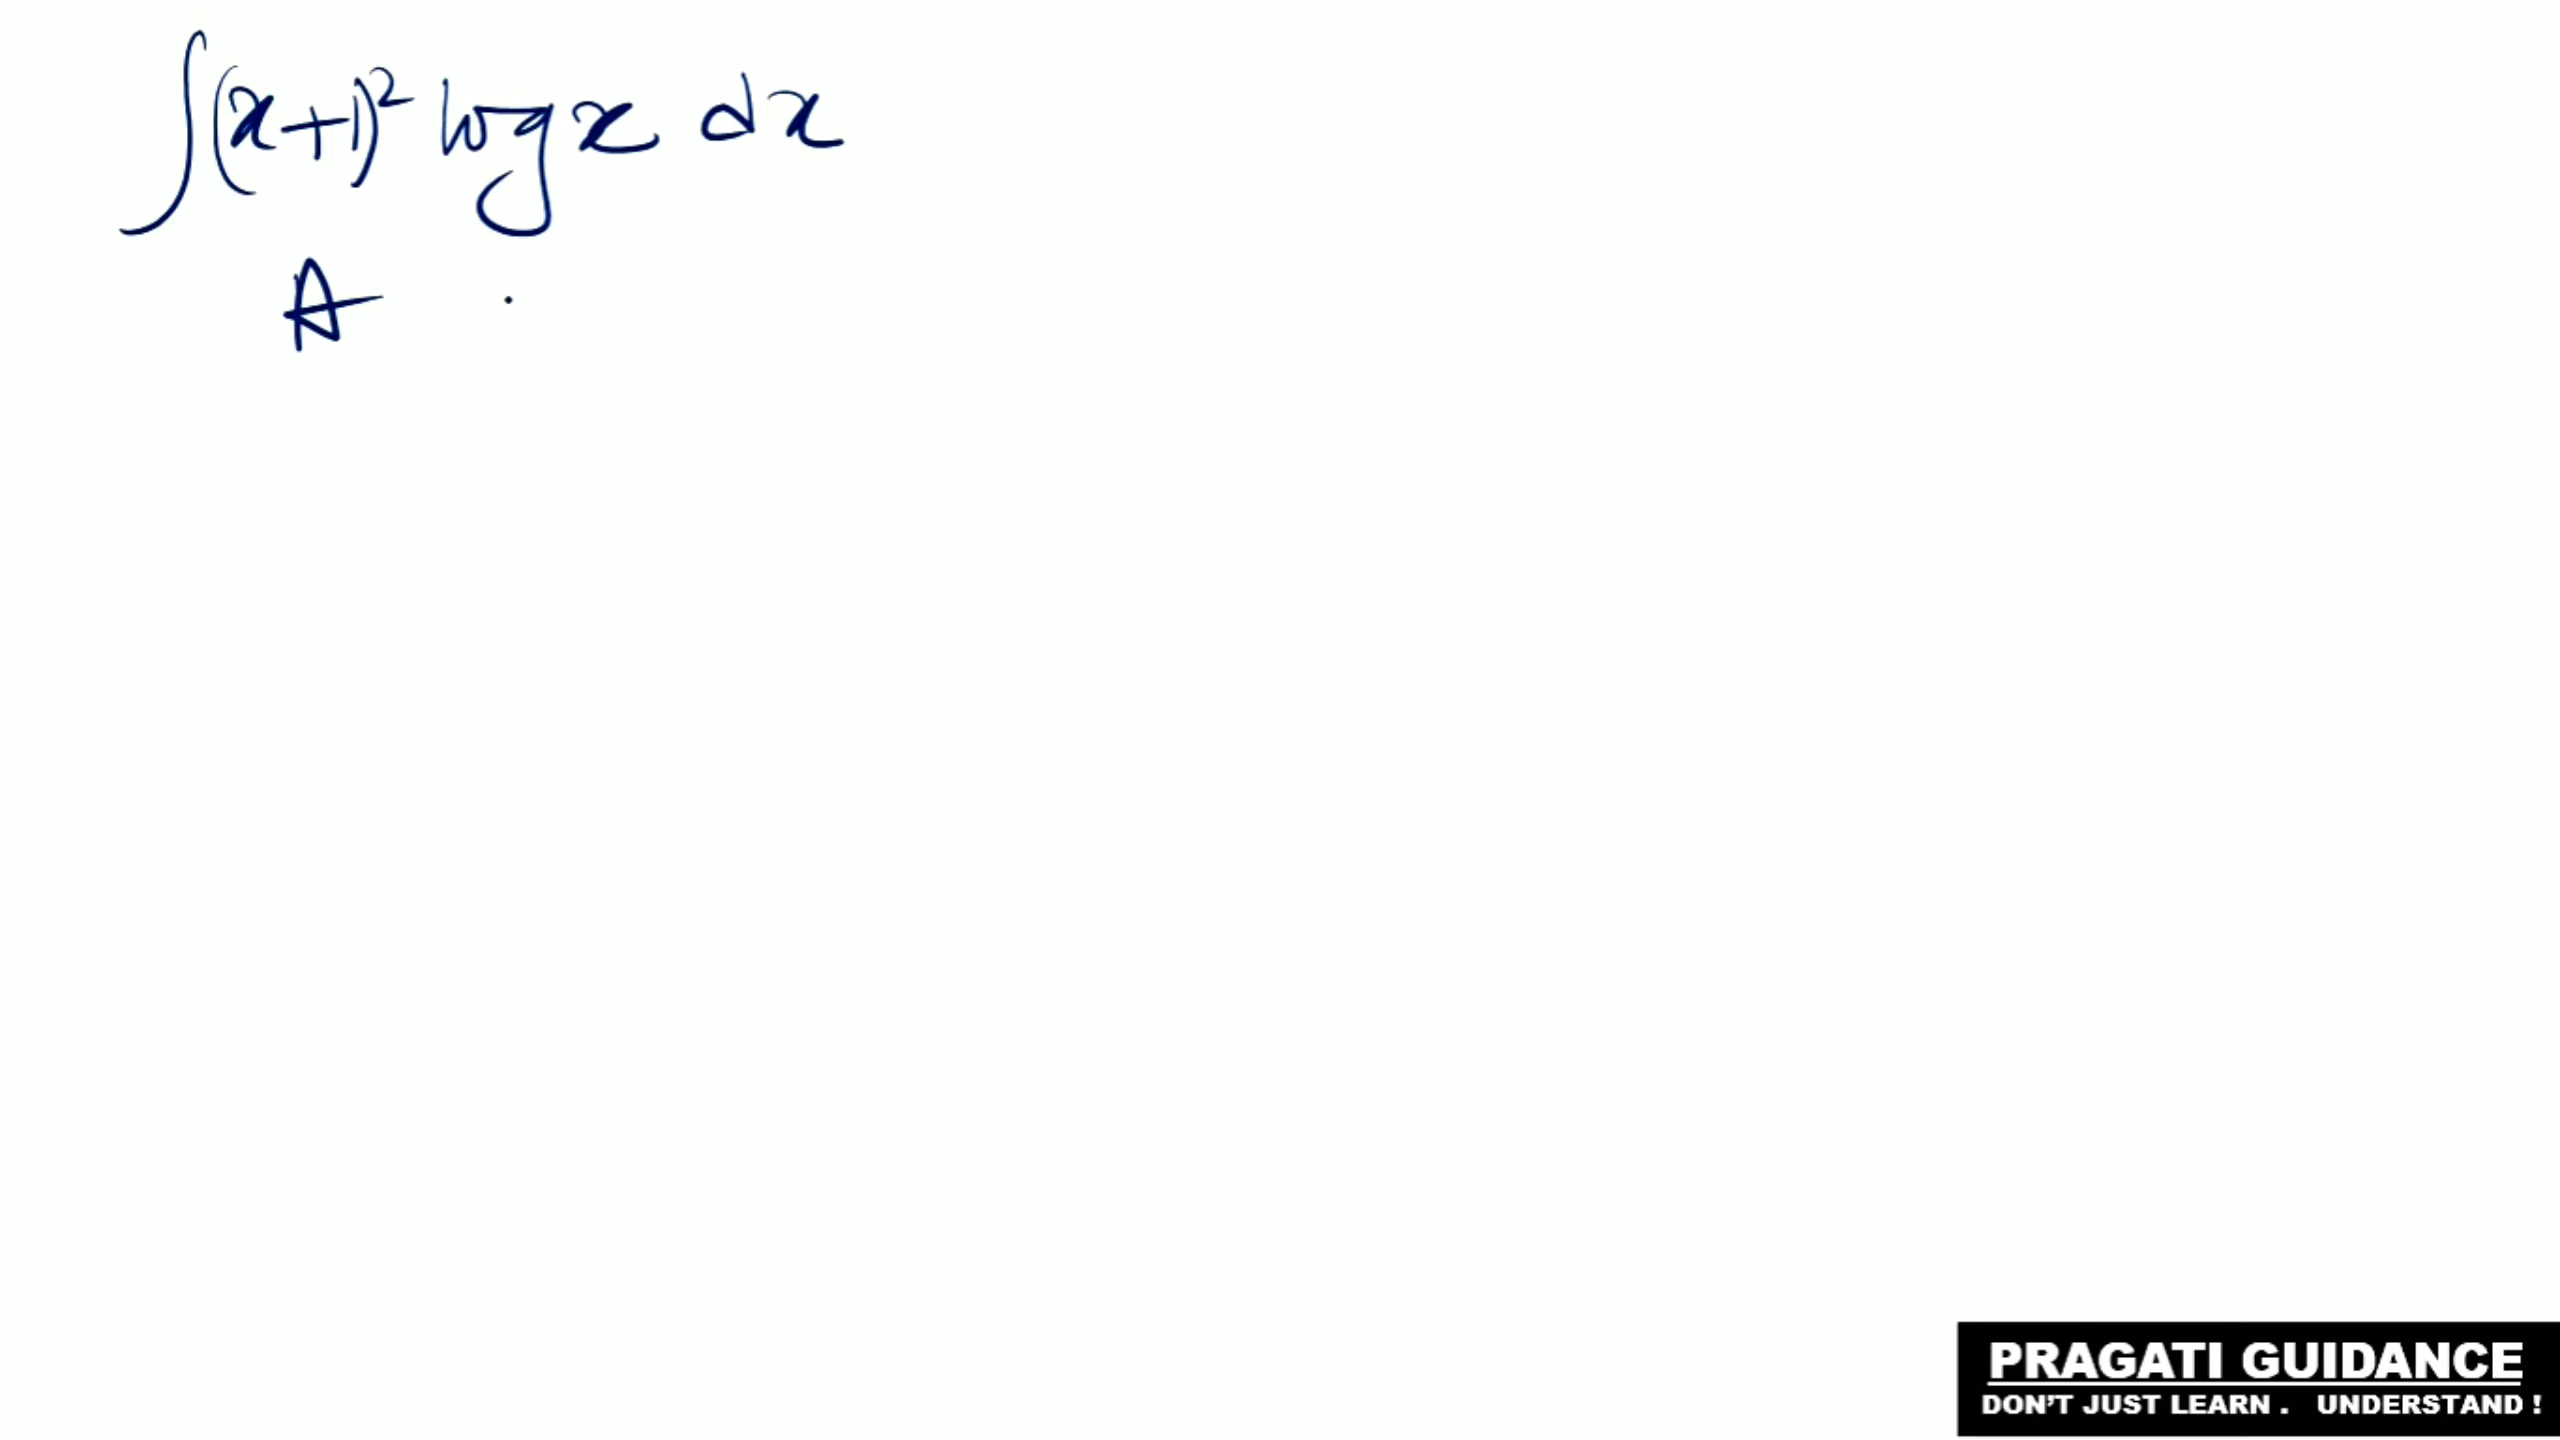 ∫(x+1)² log x dx
A .
PRAGATI GUIDANCE
DON'T JUST LEARN . UNDERSTAND !